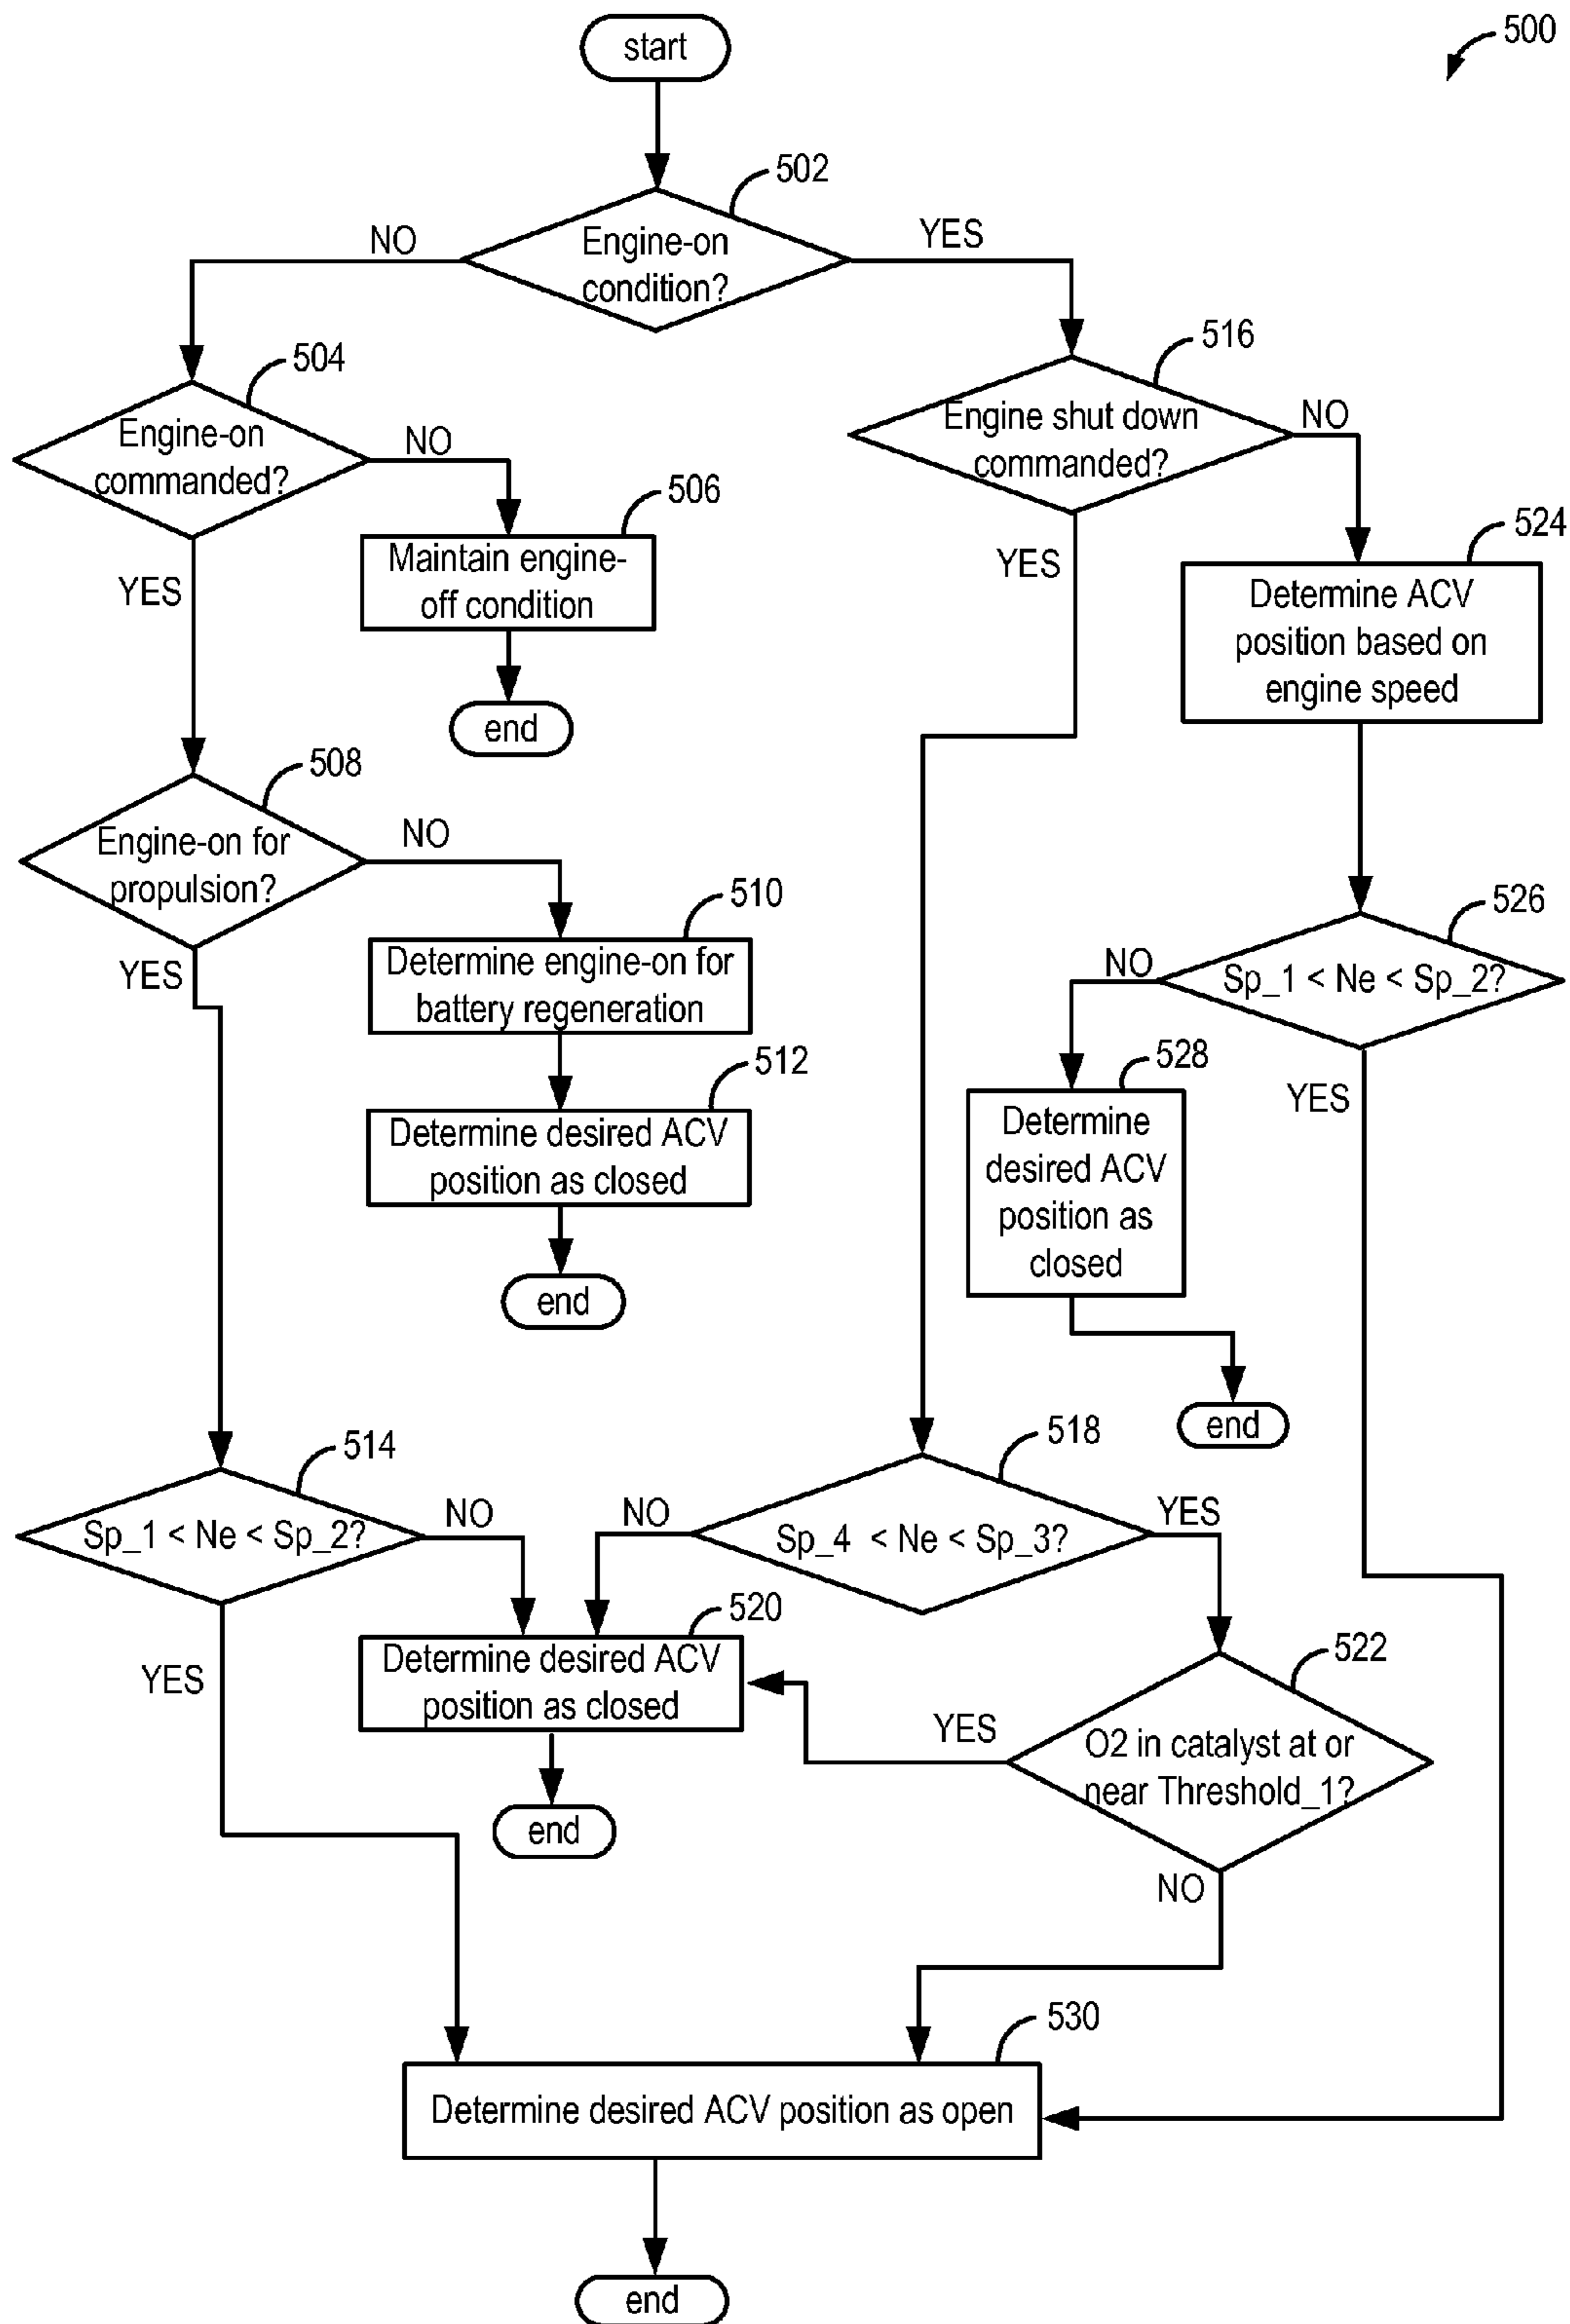 start
500
502
Engine-on
condition?
NO
YES
504
Engine-on
commanded?
NO
YES
506
Maintain engine-
off condition
end
516
Engine shut down
commanded?
NO
YES
524
Determine ACV
position based on
engine speed
508
Engine-on for
propulsion?
NO
YES
510
Determine engine-on for
battery regeneration
512
Determine desired ACV
position as closed
end
526
Sp_1 < Ne < Sp_2?
NO
YES
528
Determine
desired ACV
position as
closed
end
514
Sp_1 < Ne < Sp_2?
NO
YES
518
Sp_4 < Ne < Sp_3?
NO
YES
520
Determine desired ACV
position as closed
end
522
O2 in catalyst at or
near Threshold_1?
YES
NO
530
Determine desired ACV position as open
end